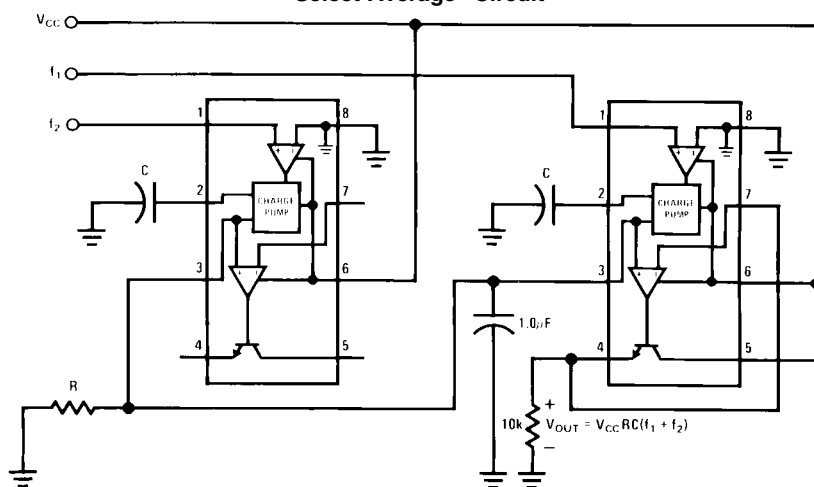 "Select Average" Circuit
VCC
f1
f2
1
8
C
2
CHARGE
PUMP
7
3
6
4
5
R
1
8
C
2
CHARGE
PUMP
7
3
6
1.0μF
4
5
10k
+
VOUT = VCC RC(f1 + f2)
−